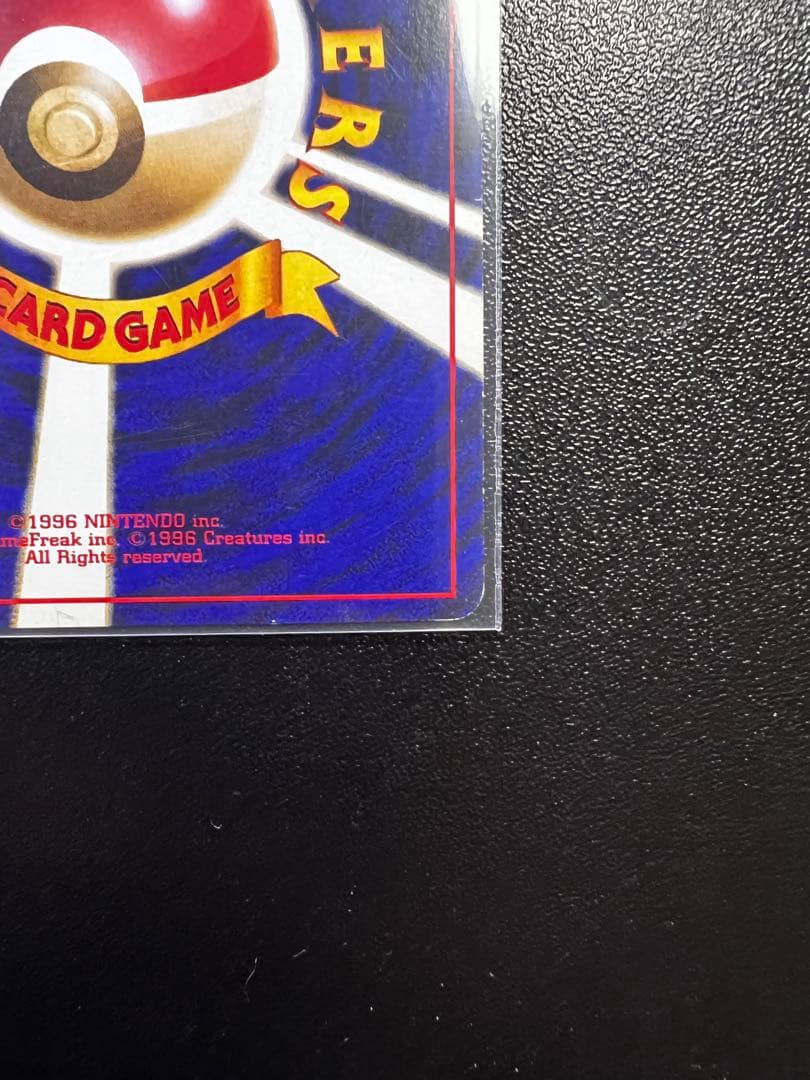 ERS
CARD GAME
©1996 NINTENDO inc.
meFreak inc. ©1996 Creatures inc.
All Rights reserved.